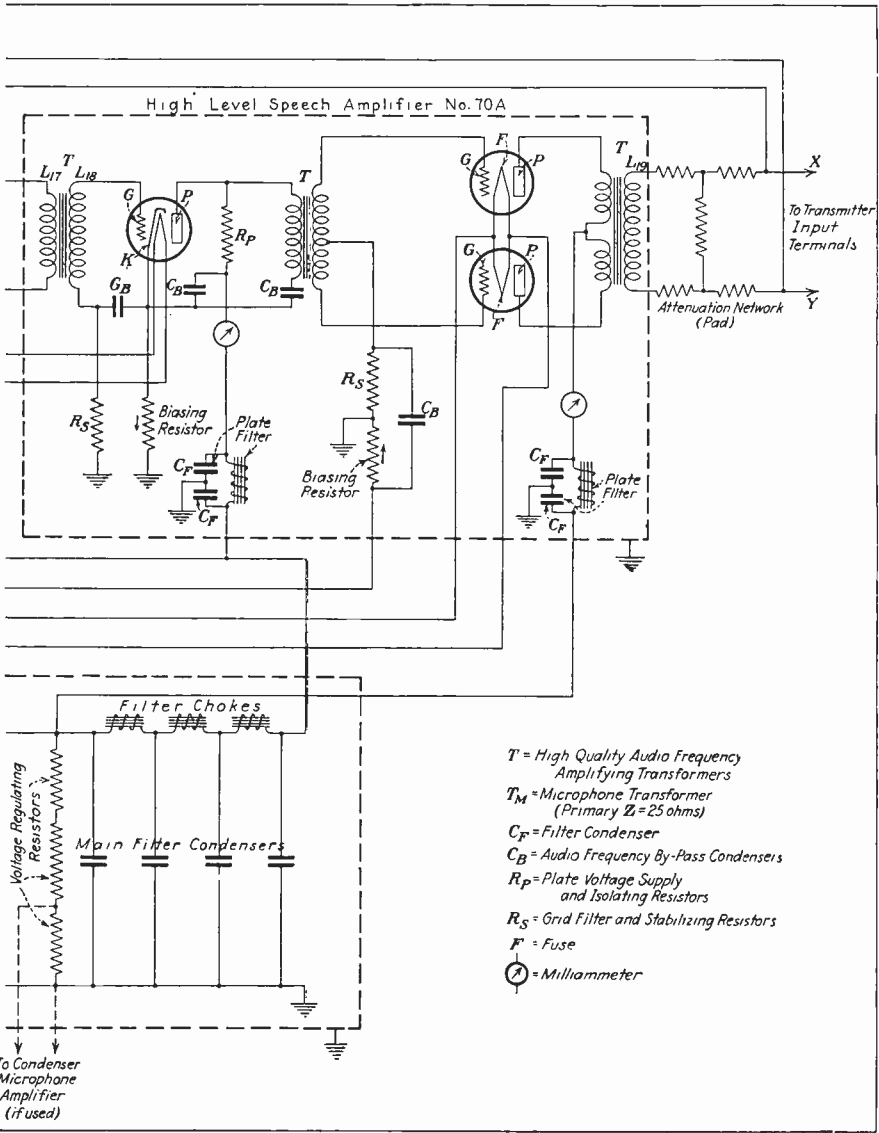 High Level Speech Amplifier No. 70A
L17 T L18
G P
K
RP
T
CB
GB
CB
G F P
G P
F
T
L19
X
To Transmitter
Input
Terminals
Y
Attenuation Network
(Pad)
RS
Biasing
Resistor
Plate
Filter
CF
CF
RS
CB
Biasing
Resistor
CF
Plate
Filter
CF
Filter Chokes
Voltage Regulating
Resistors
Main Filter Condensers
To Condenser
Microphone
Amplifier
(if used)
T = High Quality Audio Frequency
Amplifying Transformers
TM = Microphone Transformer
(Primary Z = 25 ohms)
CF = Filter Condenser
CB = Audio Frequency By-Pass Condensers
RP = Plate Voltage Supply
and Isolating Resistors
RS = Grid Filter and Stabilizing Resistors
F = Fuse
= Milliammeter